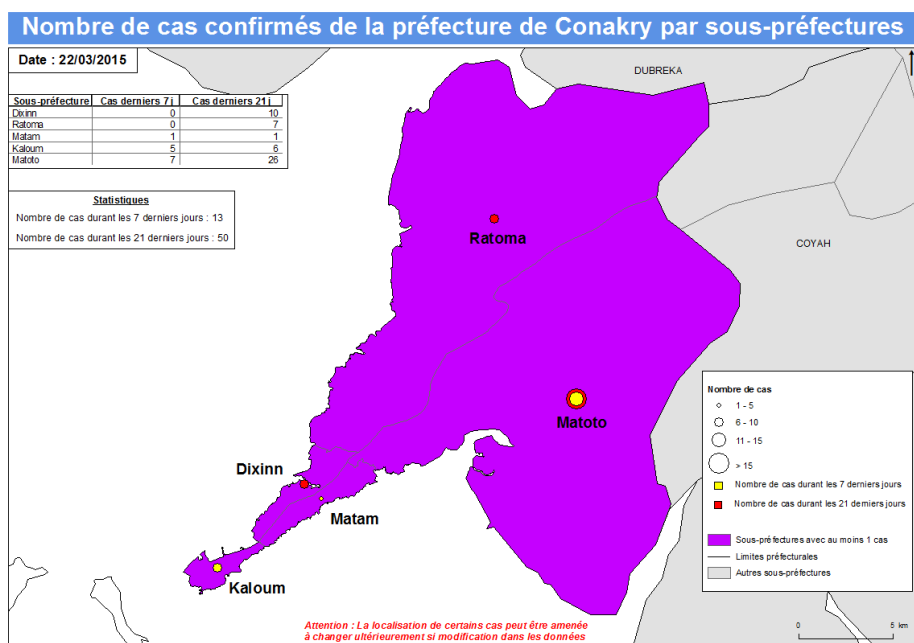 Nombre de cas confirmés de la préfecture de Conakry par sous-préfectures
Date : 22/03/2015
Sous-préfecture Cas derniers 7 j Cas derniers 21 j
Dixinn 0 10
Ratoma 0 7
Matam 1 1
Kaloum 5 6
Matoto 7 26
Statistiques
Nombre de cas durant les 7 derniers jours : 13
Nombre de cas durant les 21 derniers jours : 50
DUBREKA
COYAH
Ratoma
Matoto
Dixinn
Matam
Kaloum
Nombre de cas
1 - 5
6 - 10
11 - 15
> 15
Nombre de cas durant les 7 derniers jours
Nombre de cas durant les 21 derniers jours
Sous-préfectures avec au moins 1 cas
Limites préfecturales
Autres sous-préfectures
0 5 km
Attention : La localisation de certains cas peut être amenée
à changer ultérieurement si modification dans les données